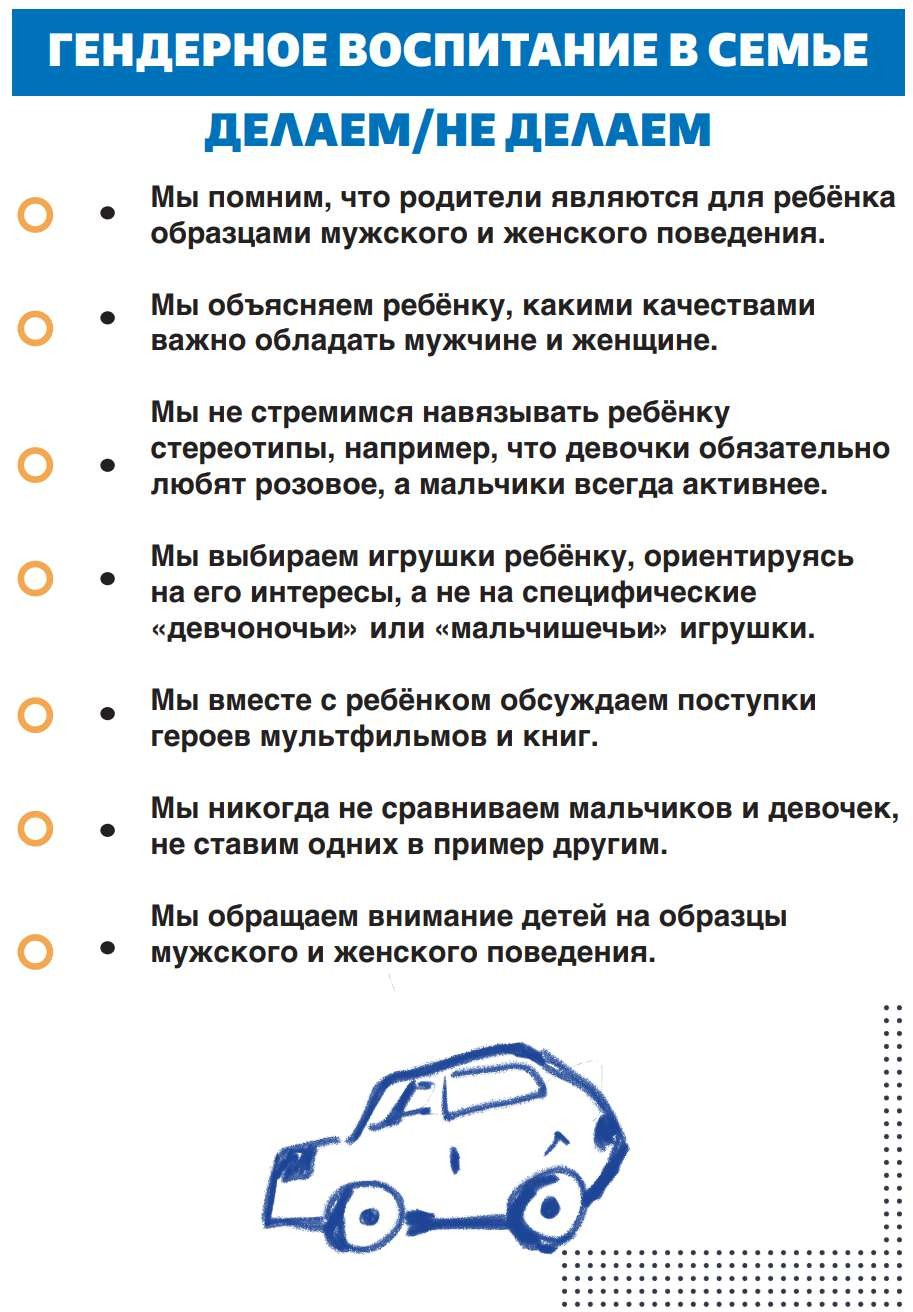 ГЕНДЕРНОЕ ВОСПИТАНИЕ В СЕМЬЕ
ДЕЛАЕМ/НЕ ДЕЛАЕМ
• Мы помним, что родители являются для ребёнка
образцами мужского и женского поведения.
• Мы объясняем ребёнку, какими качествами
важно обладать мужчине и женщине.
• Мы не стремимся навязывать ребёнку
стереотипы, например, что девочки обязательно
любят розовое, а мальчики всегда активнее.
• Мы выбираем игрушки ребёнку, ориентируясь
на его интересы, а не на специфические
«девчоночьи» или «мальчишечьи» игрушки.
• Мы вместе с ребёнком обсуждаем поступки
героев мультфильмов и книг.
• Мы никогда не сравниваем мальчиков и девочек,
не ставим одних в пример другим.
• Мы обращаем внимание детей на образцы
мужского и женского поведения.